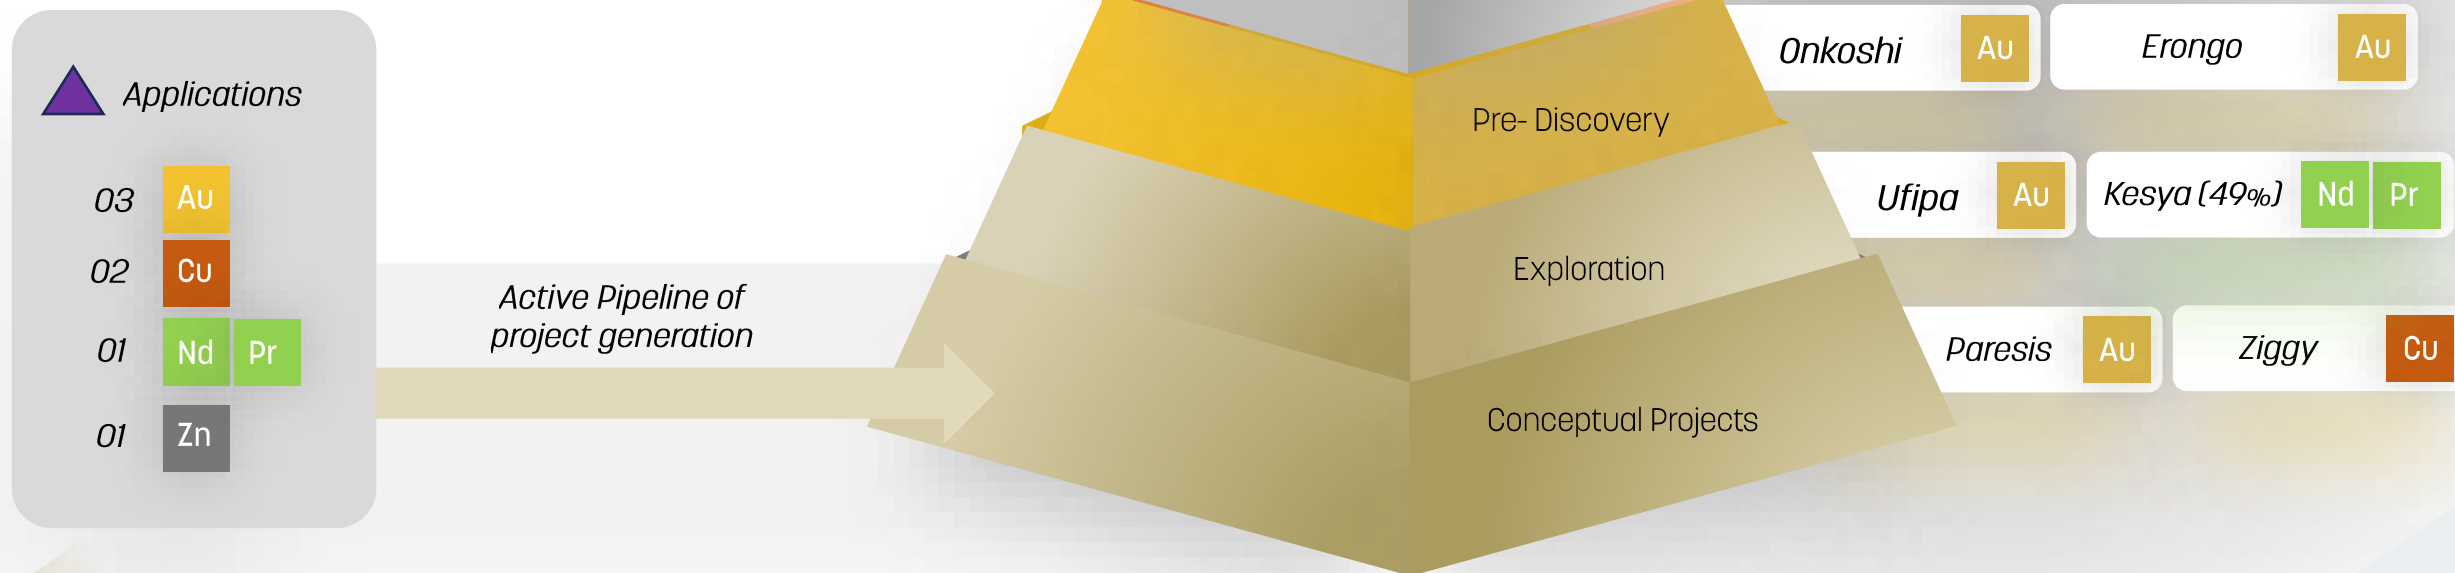 Applications
03 Au
02 Cu
01 Nd Pr
01 Zn
Active Pipeline of
project generation
Pre- Discovery
Exploration
Conceptual Projects
Onkoshi Au
Erongo Au
Ufipa Au
Kesya (49%) Nd Pr
Paresis Au
Ziggy Cu